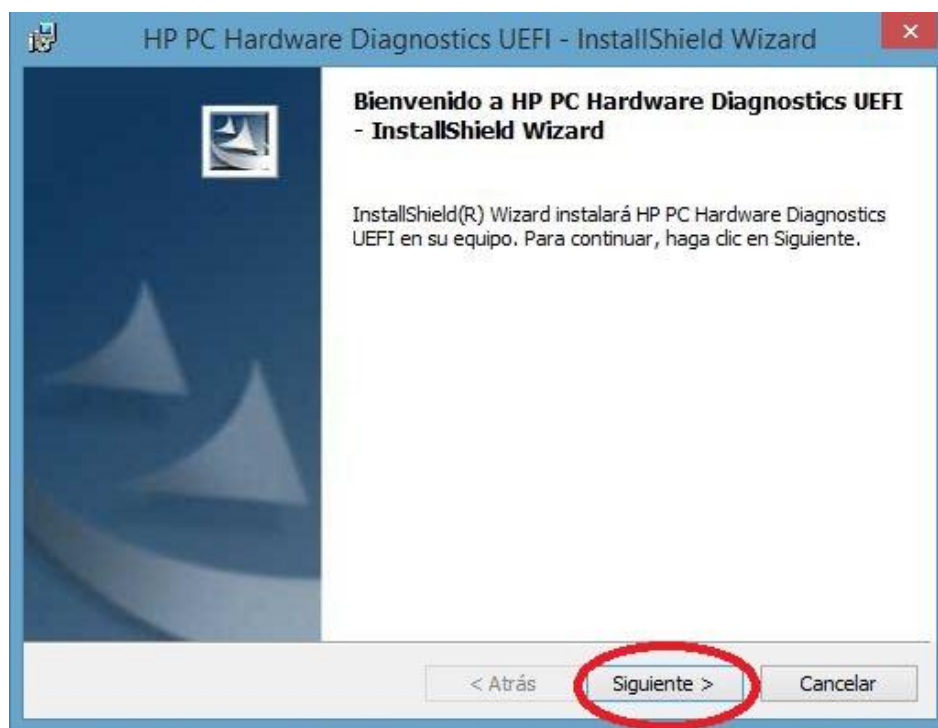 HP PC Hardware Diagnostics UEFI - InstallShield Wizard
Bienvenido a HP PC Hardware Diagnostics UEFI
- InstallShield Wizard
InstallShield(R) Wizard instalará HP PC Hardware Diagnostics
UEFI en su equipo. Para continuar, haga clic en Siguiente.
< Atrás Siguiente > Cancelar